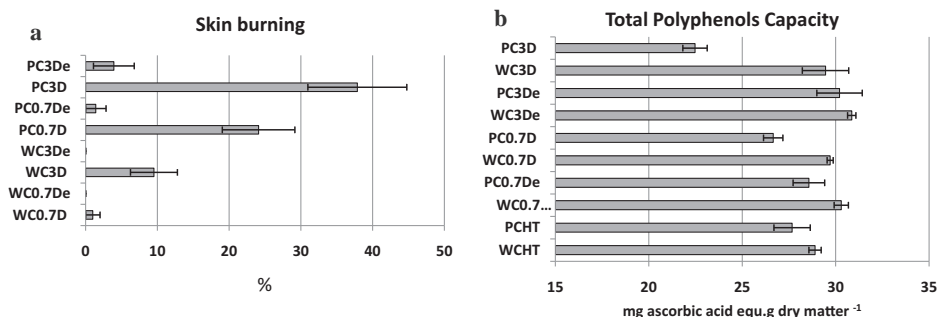 a
Skin burning
PC3De
PC3D
PC0.7De
PC0.7D
WC3De
WC3D
WC0.7De
WC0.7D
0 10 20 30 40 50
%
b
Total Polyphenols Capacity
PC3D
WC3D
PC3De
WC3De
PC0.7D
WC0.7D
PC0.7De
WC0.7...
PCHT
WCHT
15 20 25 30 35
mg ascorbic acid equ.g dry matter ⁻¹